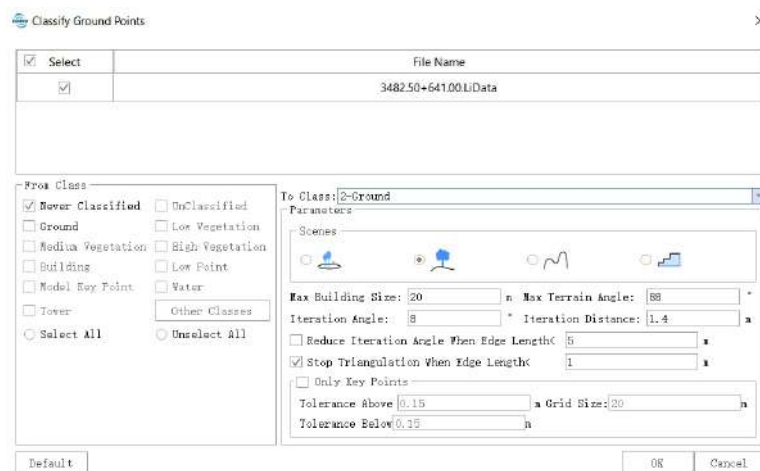 Classify Ground Points
Select File Name
3482.50+641.00.LiData
From Class
Never Classified UnClassified
Ground Low Vegetation
Medium Vegetation High Vegetation
Building Low Point
Model Key Point Water
Tower Other Classes
Select All Unselect All
To Class: 2-Ground
Parameters
Scenes
Max Building Size: 20 m Max Terrain Angle: 88 °
Iteration Angle: 8 ° Iteration Distance: 1.4 m
Reduce Iteration Angle When Edge Length< 5 m
Stop Triangulation When Edge Length< 1 m
Only Key Points
Tolerance Above 0.15 m Grid Size: 20 m
Tolerance Below 0.15 m
Default OK Cancel